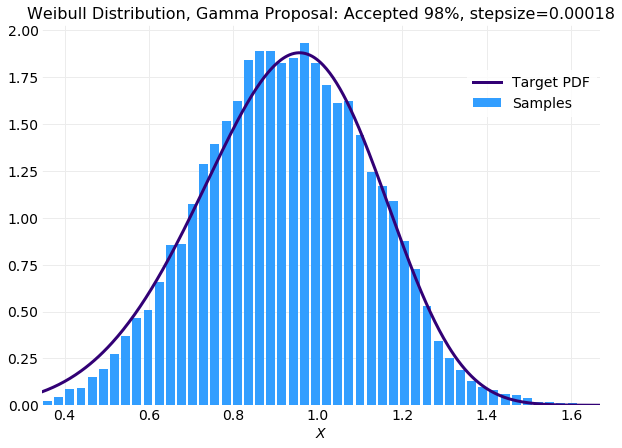 Weibull Distribution, Gamma Proposal: Accepted 98%, stepsize=0.00018
2.00
1.75
1.50
1.25
1.00
0.75
0.50
0.25
0.00
Target PDF
Samples
0.4 0.6 0.8 1.0 1.2 1.4 1.6
X